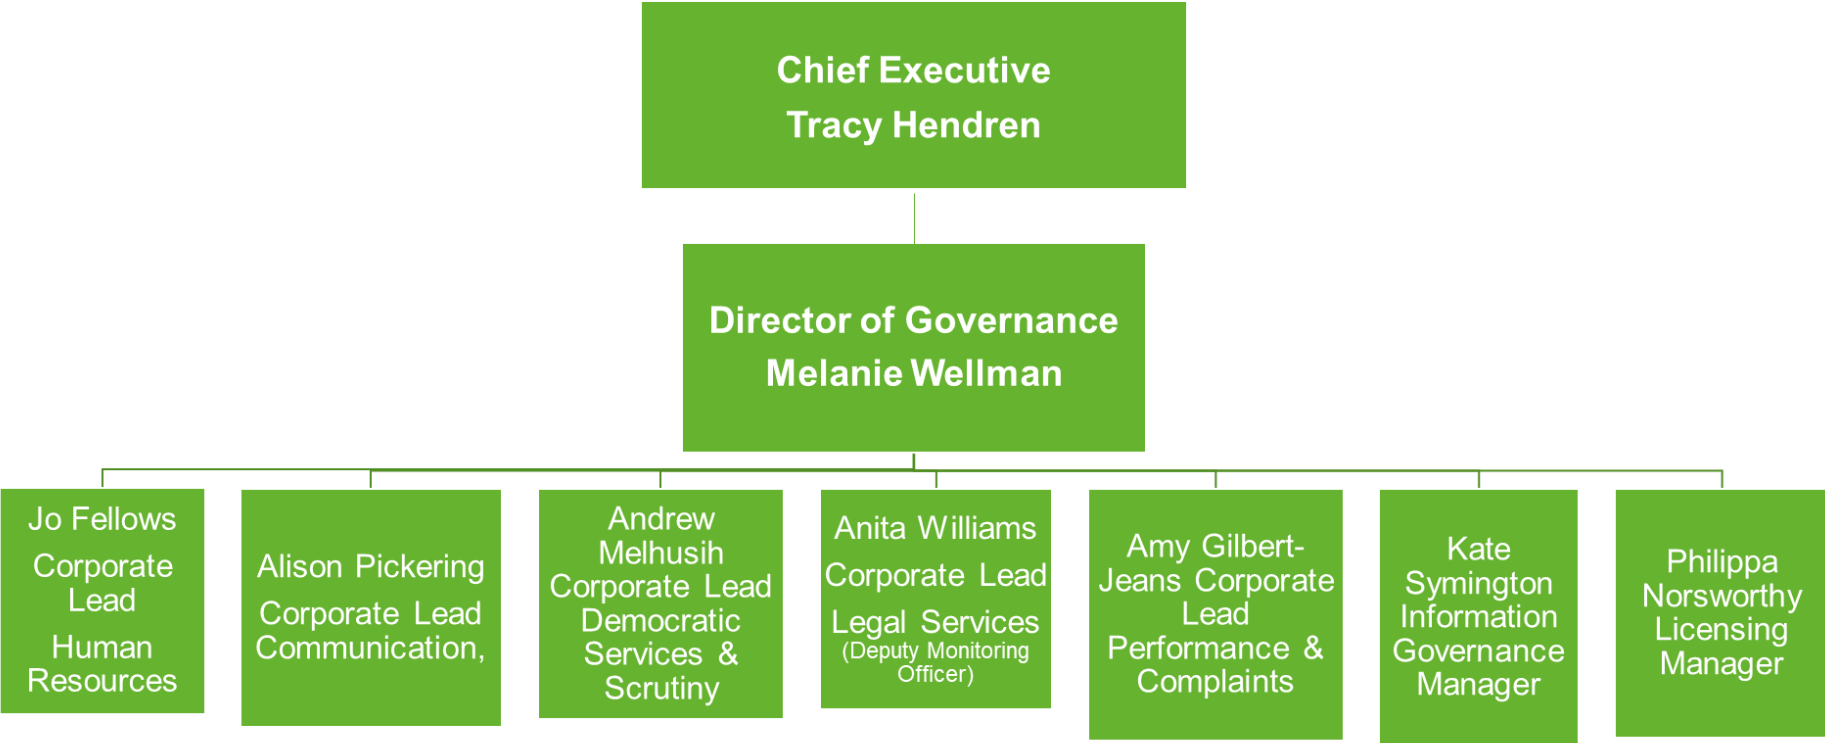 Chief Executive
Tracy Hendren
Director of Governance
Melanie Wellman
Jo Fellows
Corporate
Lead
Human
Resources
Alison Pickering
Corporate Lead
Communication,
Andrew
Melhusih
Corporate Lead
Democratic
Services &
Scrutiny
Anita Williams
Corporate Lead
Legal Services
(Deputy Monitoring
Officer)
Amy Gilbert-
Jeans Corporate
Lead
Performance &
Complaints
Kate
Symington
Information
Governance
Manager
Philippa
Norsworthy
Licensing
Manager